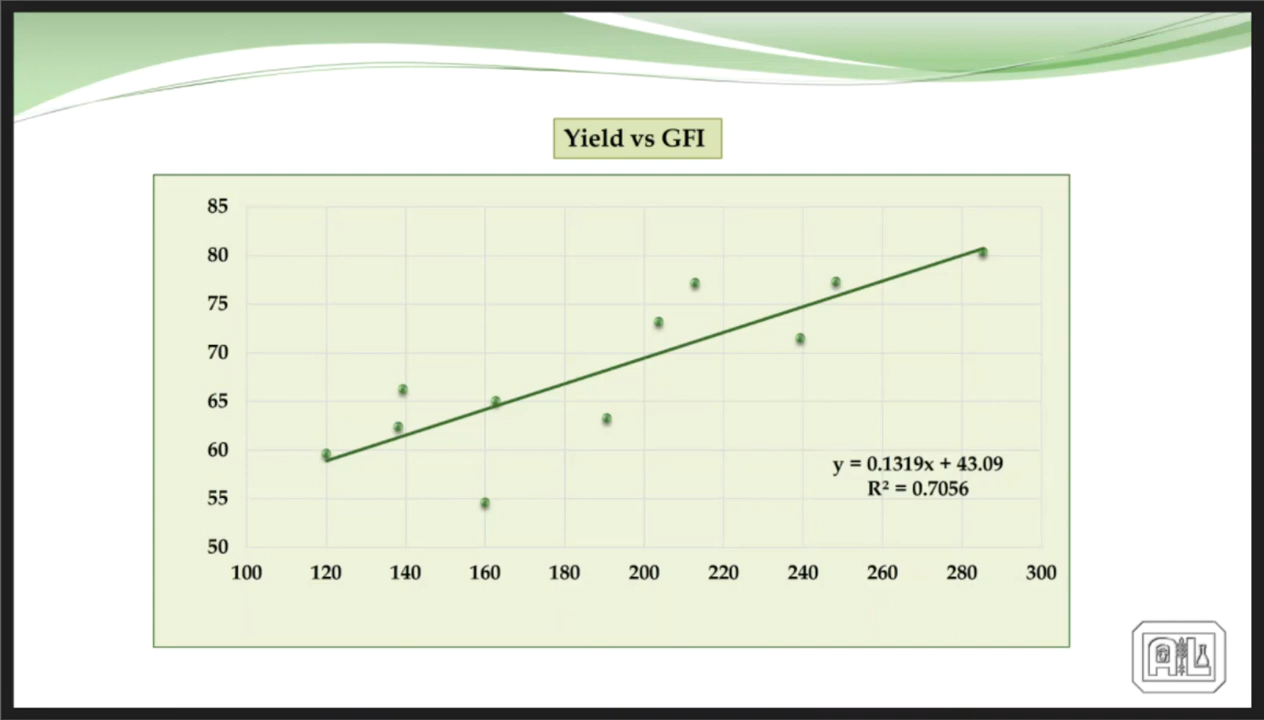 Yield vs GFI
85
80
75
70
65
60
55
50
y = 0.1319x + 43.09
R² = 0.7056
100 120 140 160 180 200 220 240 260 280 300
AL